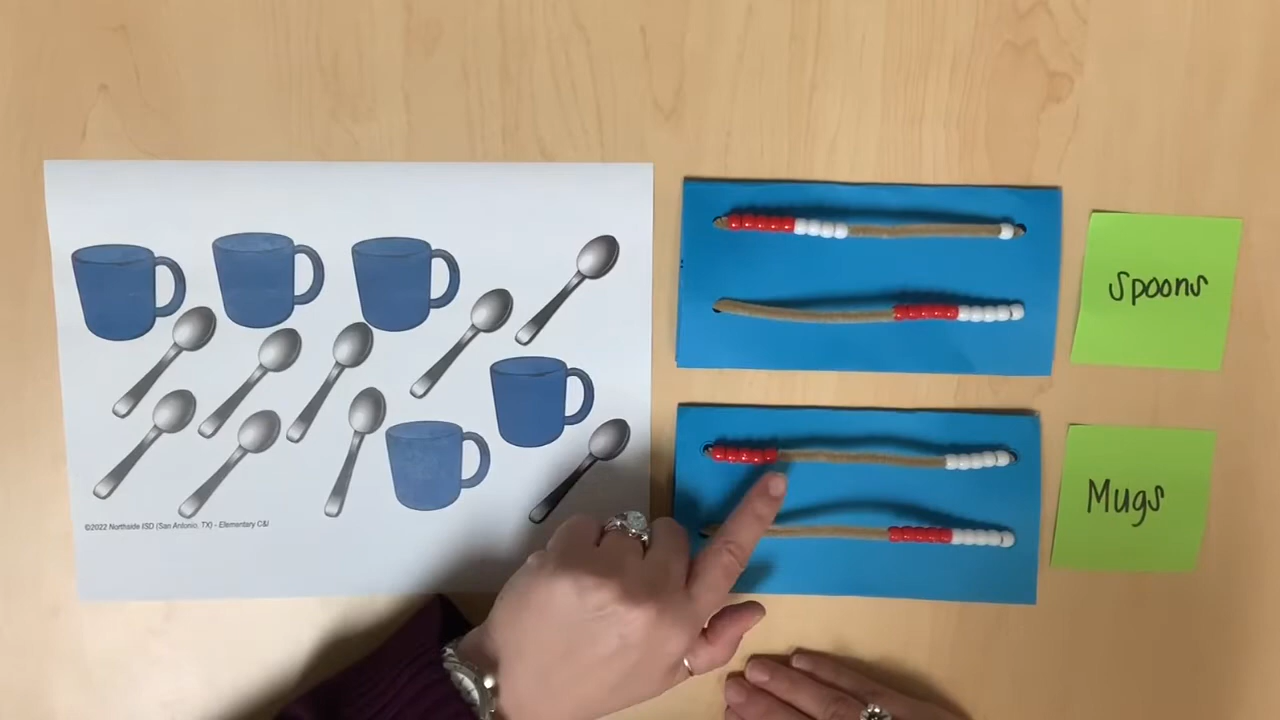 ©2022 Northside ISD (San Antonio, TX) - Elementary C&I
Spoons
Mugs